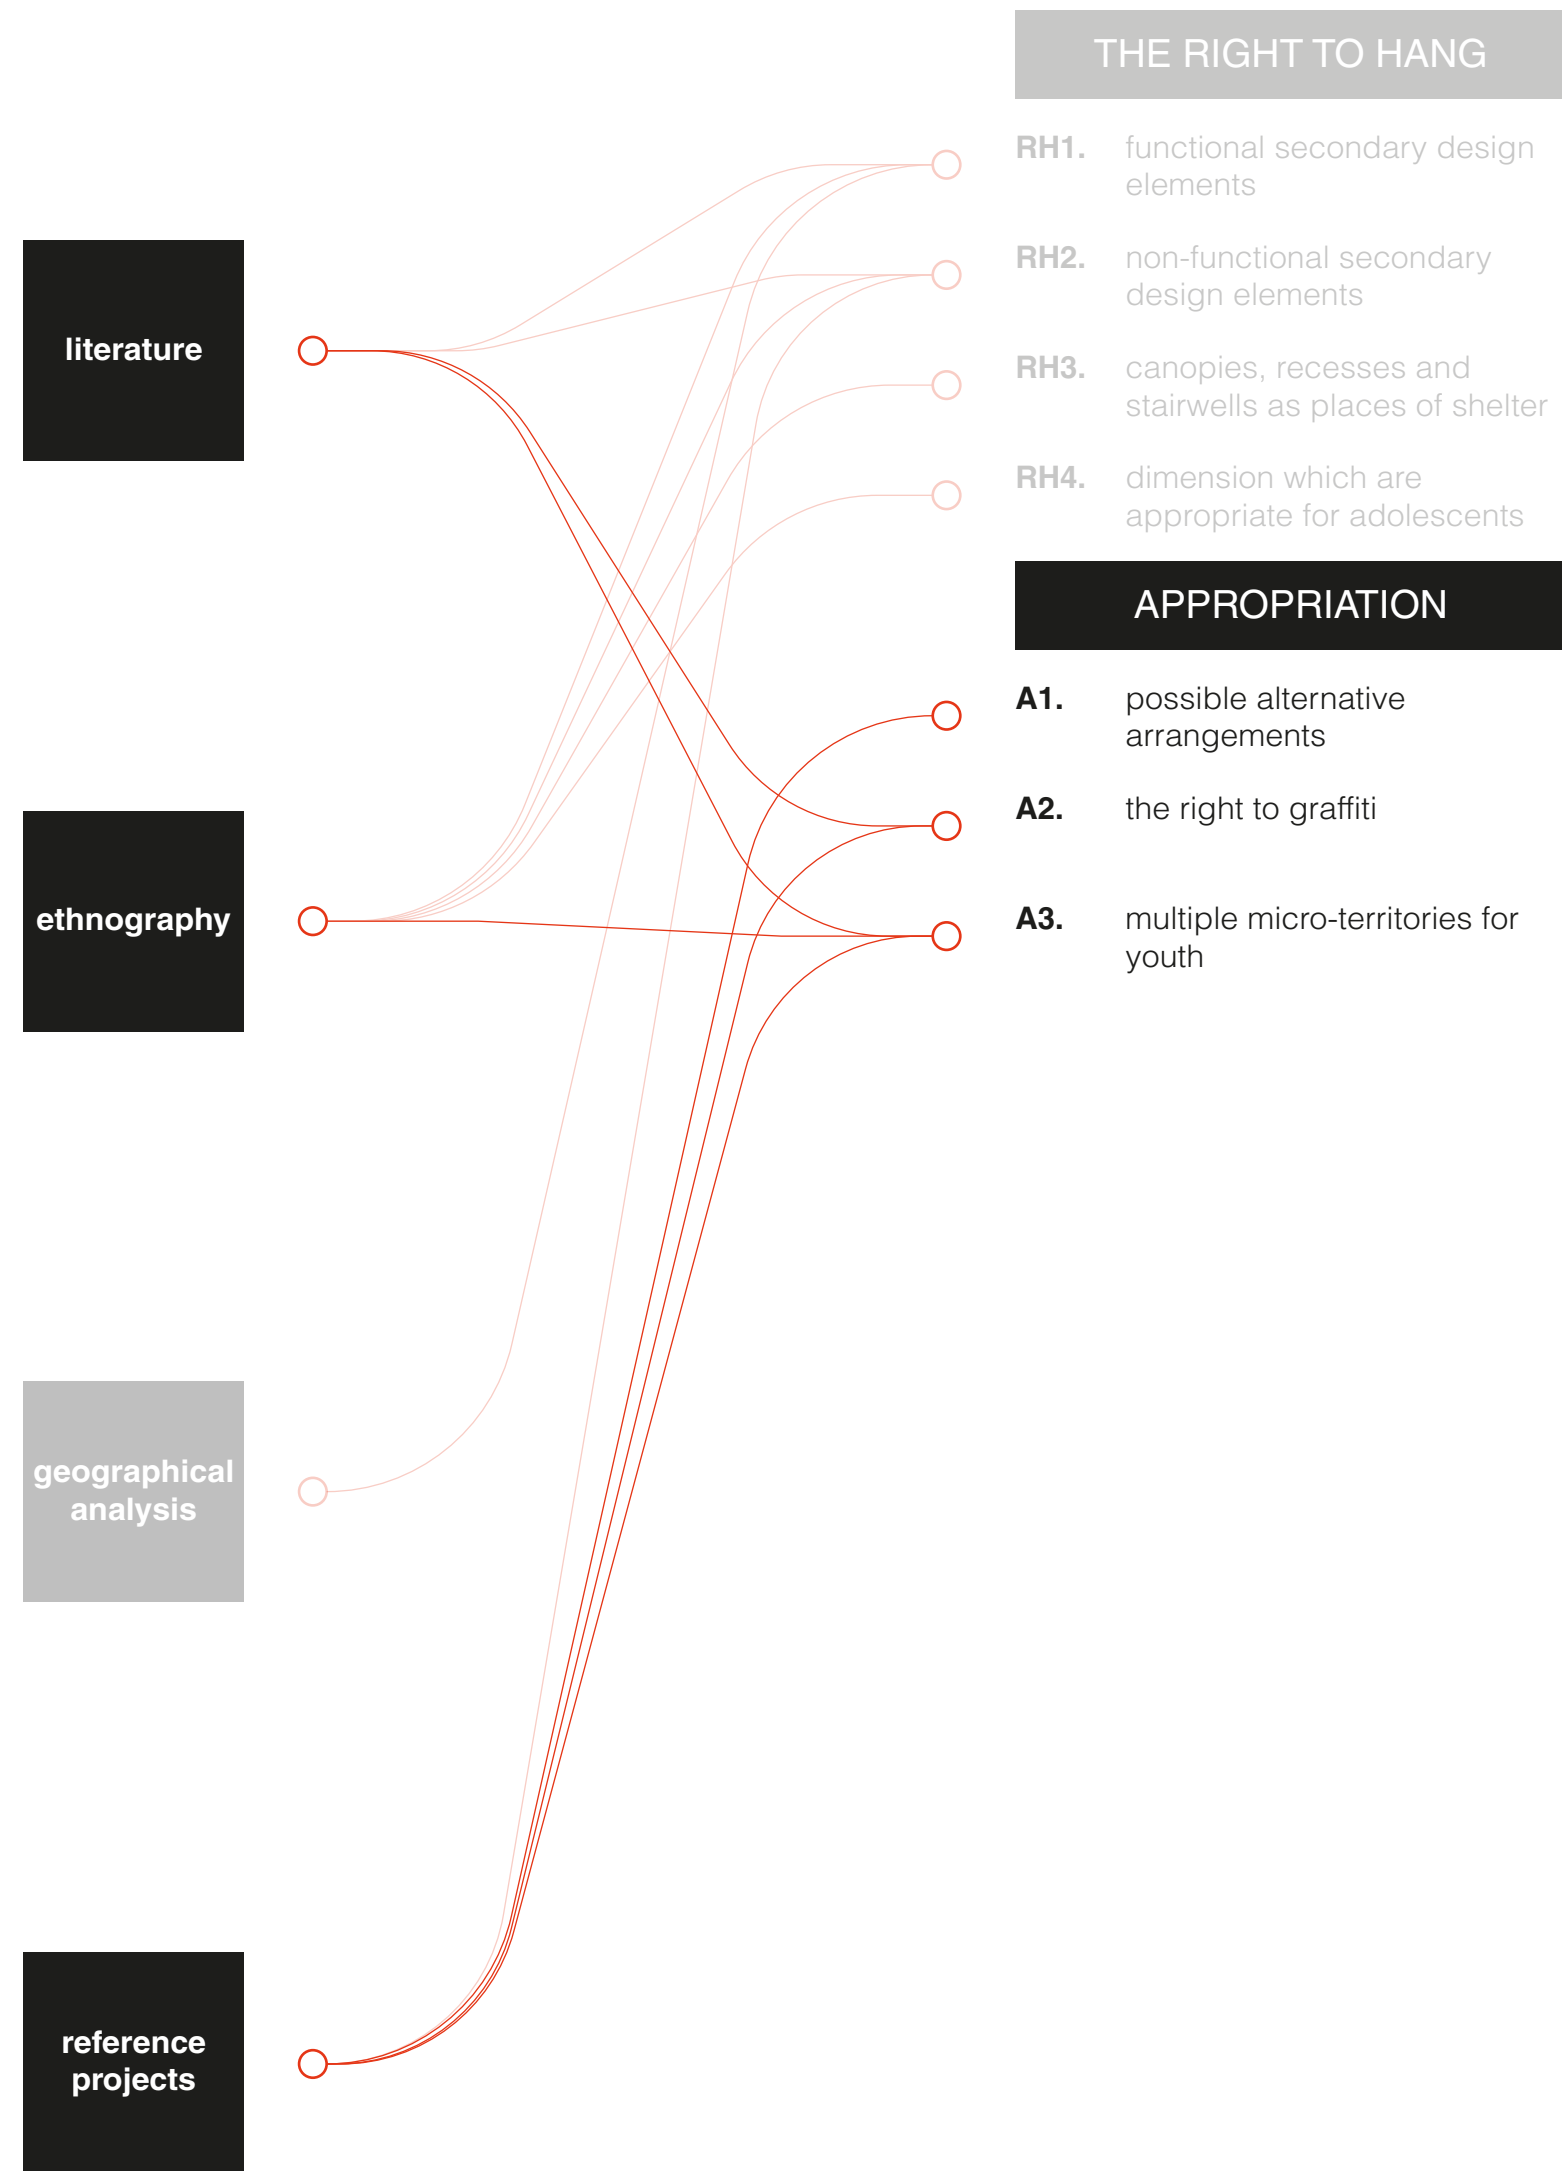 THE RIGHT TO HANG
RH1. functional secondary design
elements
RH2. non-functional secondary
design elements
RH3. canopies, recesses and
stairwells as places of shelter
RH4. dimension which are
appropriate for adolescents
APPROPRIATION
A1. possible alternative
arrangements
A2. the right to graffiti
A3. multiple micro-territories for
youth
literature
ethnography
geographical
analysis
reference
projects